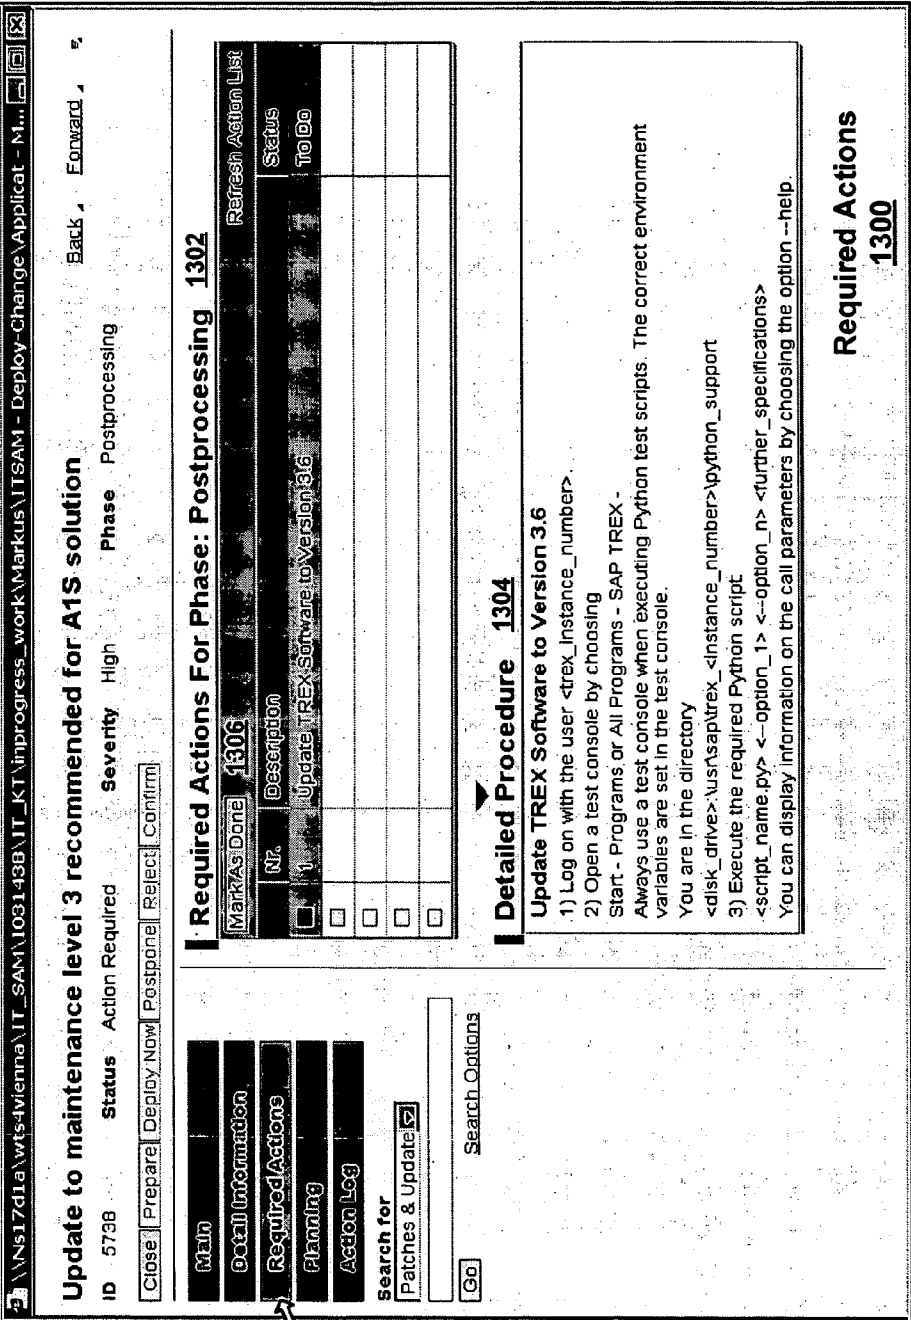 \\Ns17d1a\wts4vienna\IT_SAM\I031438\IT_KT\inprogress_work\Markus\ITSAM - Deploy-Change\Applicat - M...
Update to maintenance level 3 recommended for A1S solution
Back Forward
ID 5738 Status Action Required Severity High Phase Postprocessing
Close Prepare Deploy Now Postpone Reject Confirm
Main
Detail Information
Required Actions
Planning
Action Log
Search for
Patches & Update
Go
Search Options
Required Actions For Phase: Postprocessing 1302
Mark As Done 1306 Refresh Action List
Nr. Description Status
1 Update TREX Software to Version 3.6 To Do
Detailed Procedure 1304
Update TREX Software to Version 3.6
1) Log on with the user <trex_instance_number>.
2) Open a test console by choosing
Start - Programs or All Programs - SAP TREX -
Always use a test console when executing Python test scripts. The correct environment
variables are set in the test console.
You are in the directory
<disk_drive>:\usr\sap\trex_<instance_number>\python_support
3) Execute the required Python script:
<script_name.py> <--option_1> <--option_n> <further_specifications>
You can display information on the call parameters by choosing the option --help.
Required Actions
1300